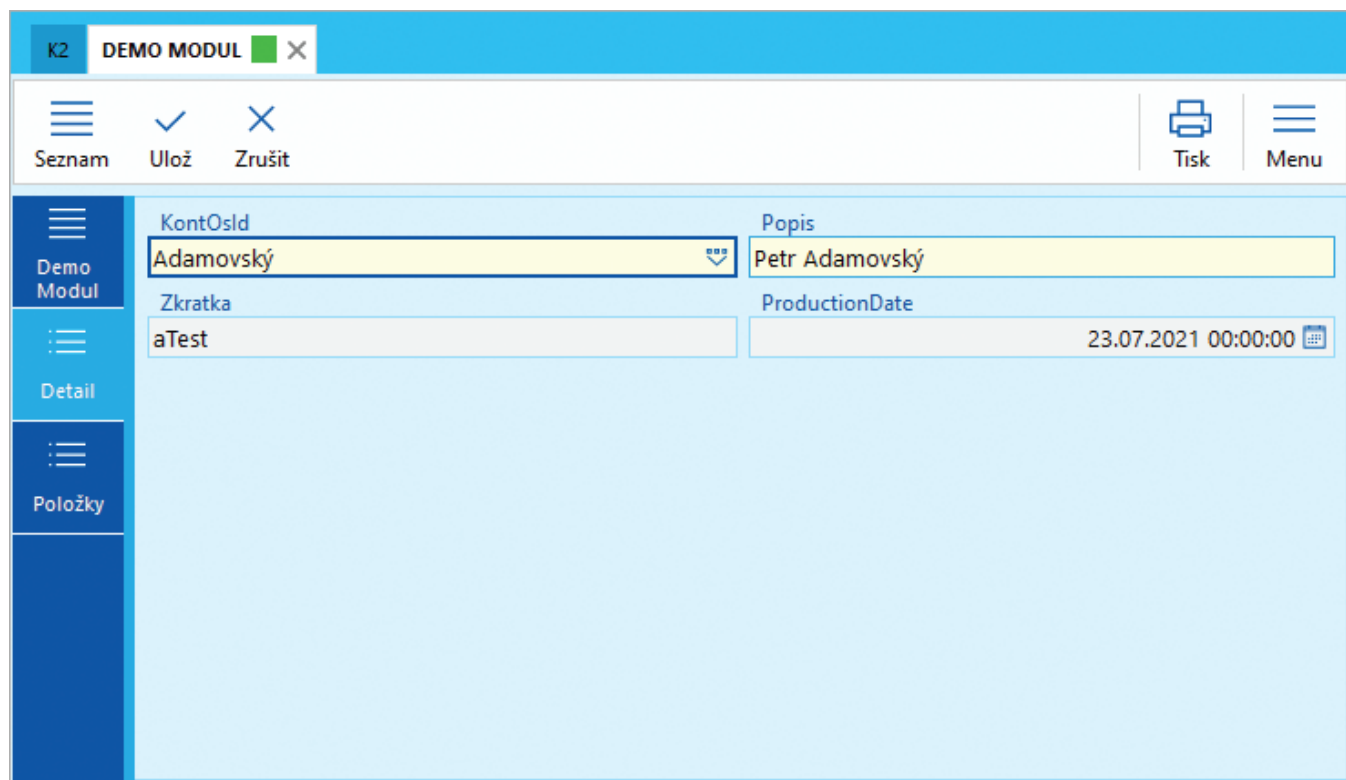 K2 DEMO MODUL
Seznam Ulož Zrušit Tisk Menu
Demo
Modul
Detail
Položky
KontOsId Popis
Adamovský Petr Adamovský
Zkratka ProductionDate
aTest 23.07.2021 00:00:00